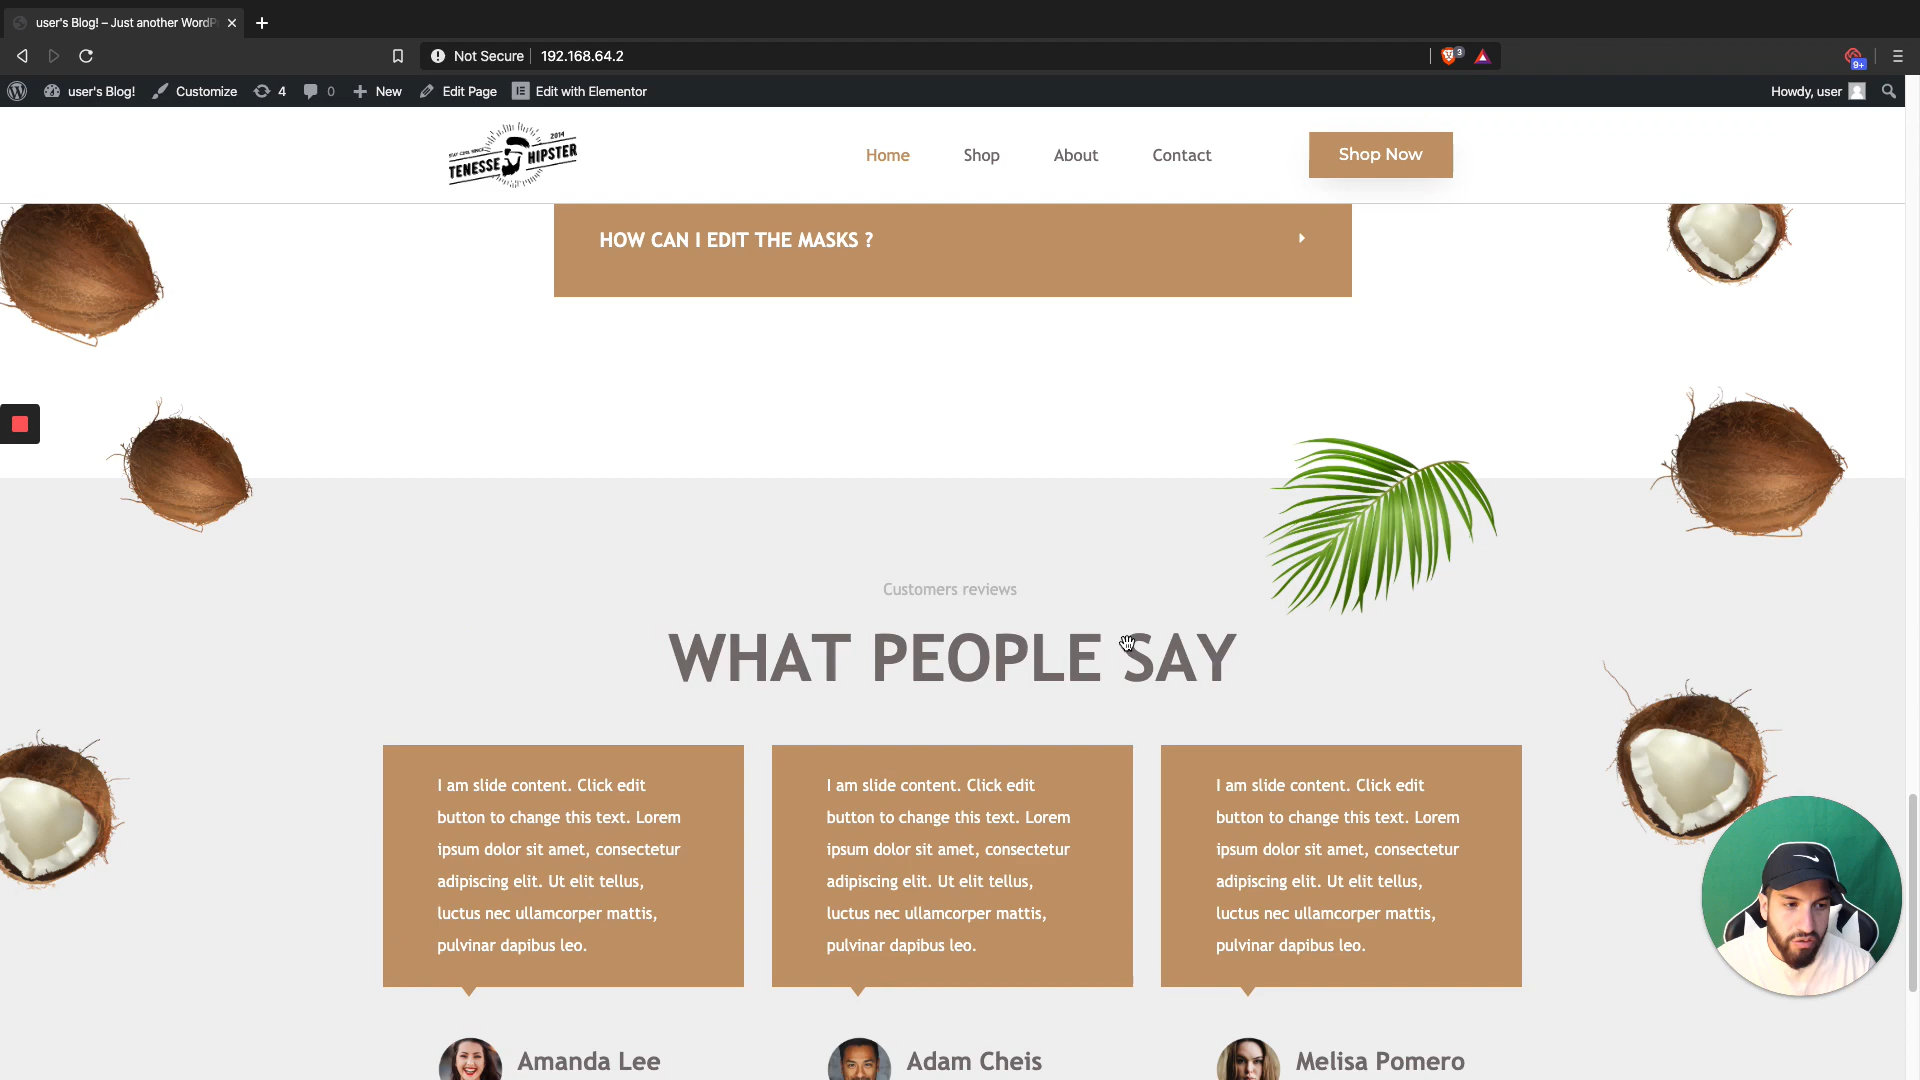 user's Blog! – Just another WordP
Not Secure
192.168.64.2
3
9+
user's Blog!
Customize
4
0
New
Edit Page
Edit with Elementor
Howdy, user
2014
TENESSE HIPSTER
Home
Shop
About
Contact
Shop Now
HOW CAN I EDIT THE MASKS ?
Customers reviews
WHAT PEOPLE SAY
I am slide content. Click edit
button to change this text. Lorem
ipsum dolor sit amet, consectetur
adipiscing elit. Ut elit tellus,
luctus nec ullamcorper mattis,
pulvinar dapibus leo.
Amanda Lee
I am slide content. Click edit
button to change this text. Lorem
ipsum dolor sit amet, consectetur
adipiscing elit. Ut elit tellus,
luctus nec ullamcorper mattis,
pulvinar dapibus leo.
Adam Cheis
I am slide content. Click edit
button to change this text. Lorem
ipsum dolor sit amet, consectetur
adipiscing elit. Ut elit tellus,
luctus nec ullamcorper mattis,
pulvinar dapibus leo.
Melisa Pomero